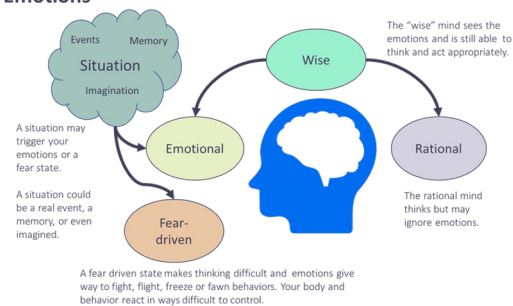 Emotions
Events
Memory
Situation
Imagination
Wise
The “wise” mind sees the
emotions and is still able to
think and act appropriately.
A situation may
trigger your
emotions or a
fear state.
Emotional
Rational
A situation could
be a real event, a
memory, or even
imagined.
The rational mind
thinks but may
ignore emotions.
Fear-
driven
A fear driven state makes thinking difficult and emotions give
way to fight, flight, freeze or fawn behaviors. Your body and
behavior react in ways difficult to control.